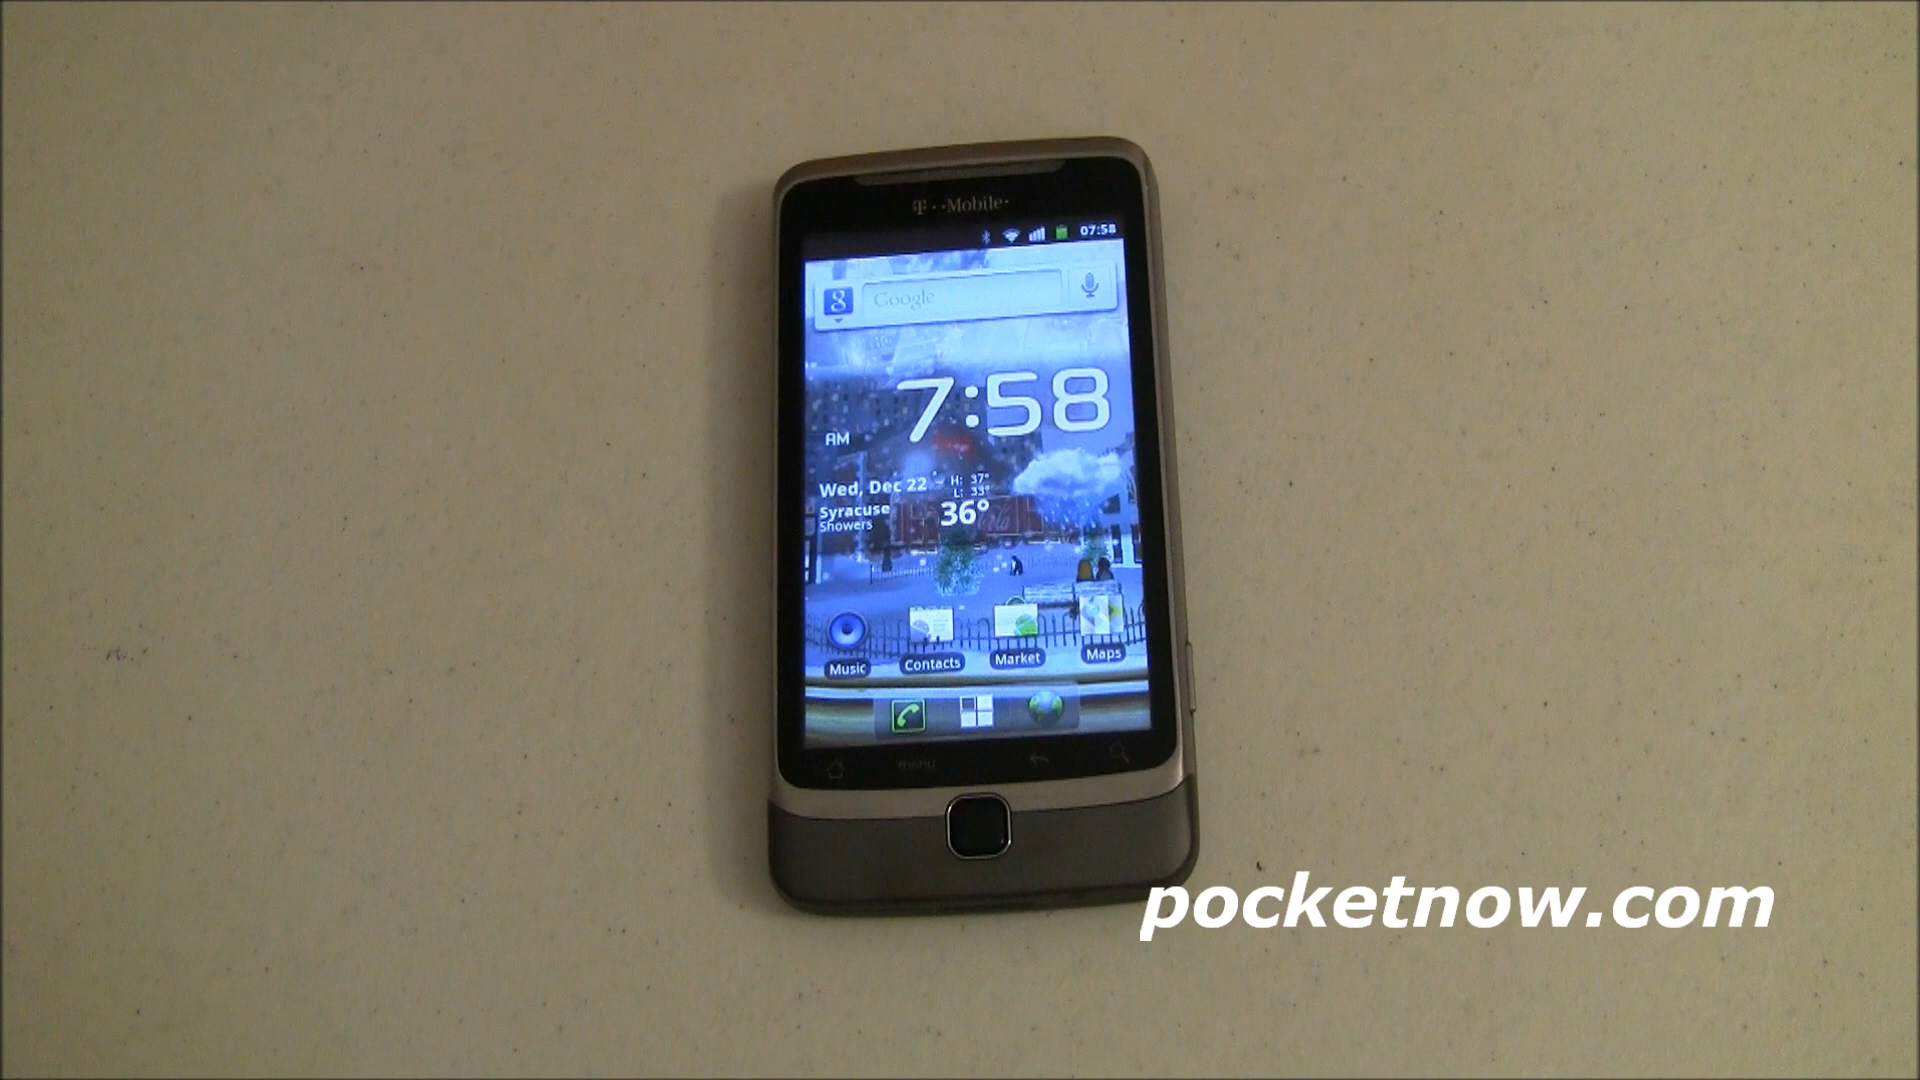 T··Mobile·
07:58
8 Google
7:58
AM
Wed, Dec 22
H: 37°
L: 33°
Syracuse
Showers
36°
Music
Contacts
Market
Maps
menu
pocketnow.com